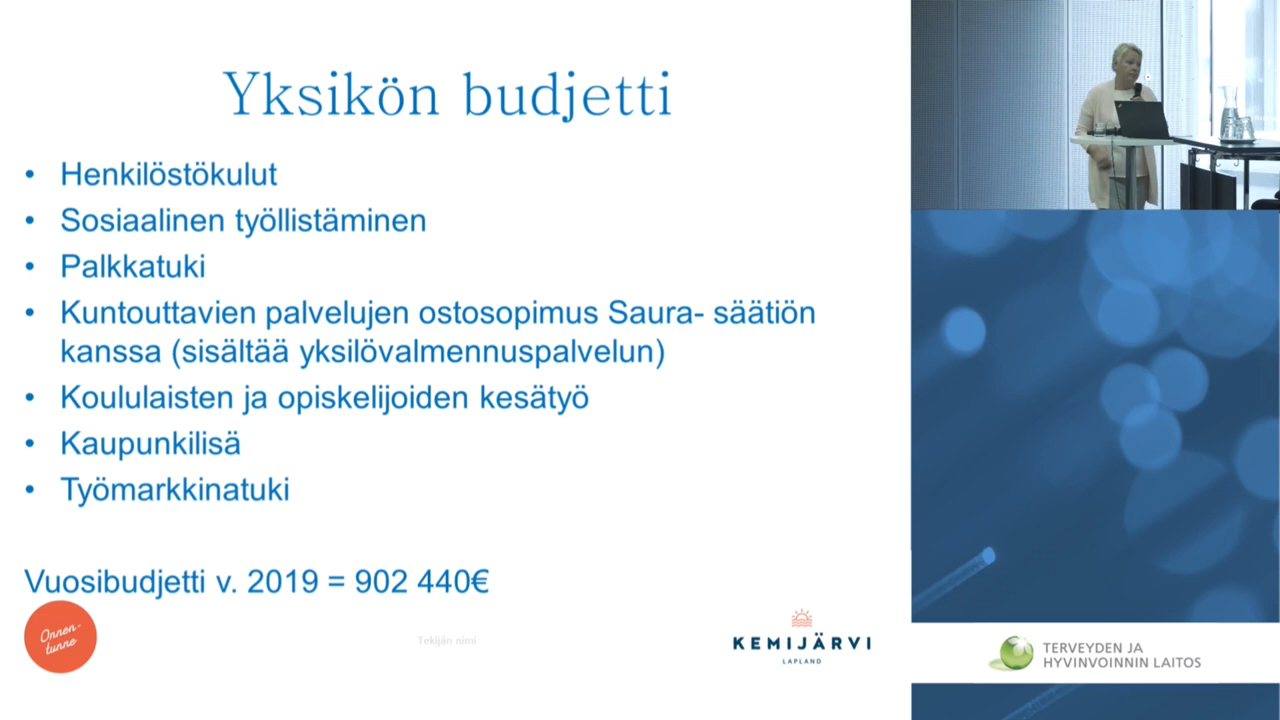 Yksikön budjetti
• Henkilöstökulut
• Sosiaalinen työllistäminen
• Palkkatuki
• Kuntouttavien palvelujen ostosopimus Saura- säätiön
kanssa (sisältää yksilövalmennuspalvelun)
• Koululaisten ja opiskelijoiden kesätyö
• Kaupunkilisä
• Työmarkkinatuki
Vuosibudjetti v. 2019 = 902 440€
Onnen-
tunne
Tekijän nimi
KEMIJÄRVI
LAPLAND
TERVEYDEN JA
HYVINVOINNIN LAITOS